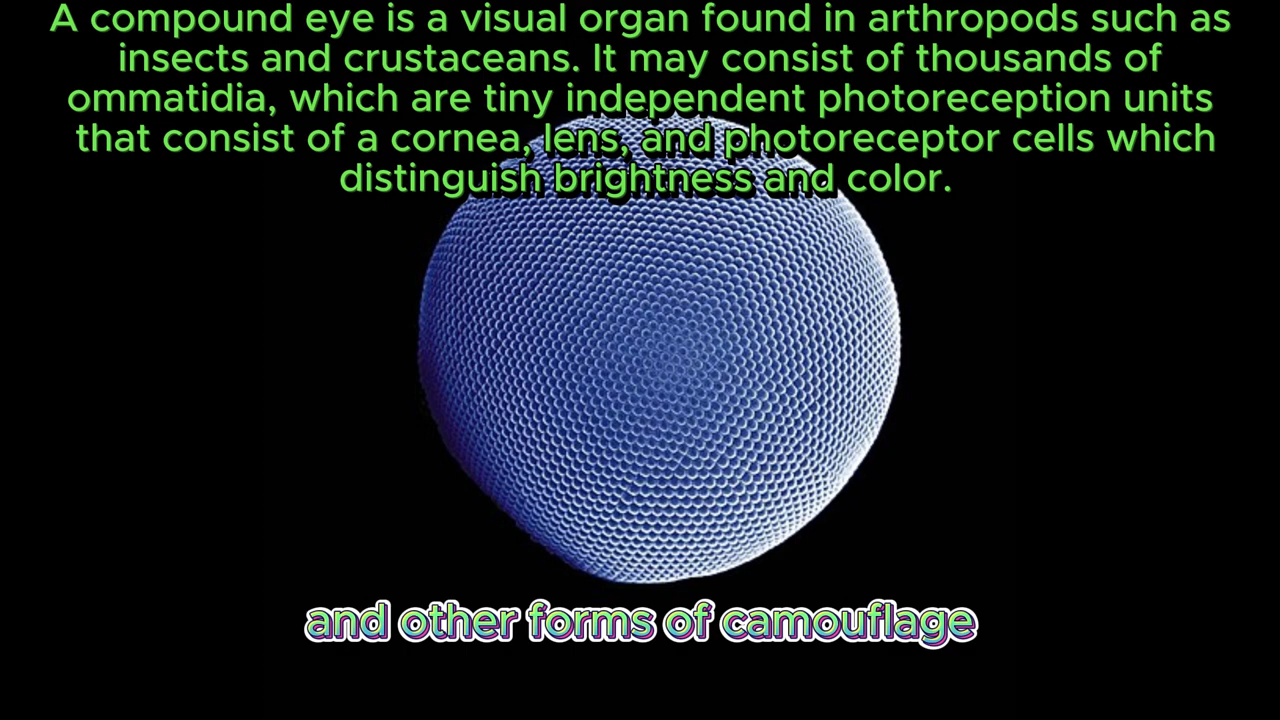 A compound eye is a visual organ found in arthropods such as
insects and crustaceans. It may consist of thousands of
ommatidia, which are tiny independent photoreception units
that consist of a cornea, lens, and photoreceptor cells which
distinguish brightness and color.
and other forms of camouflage